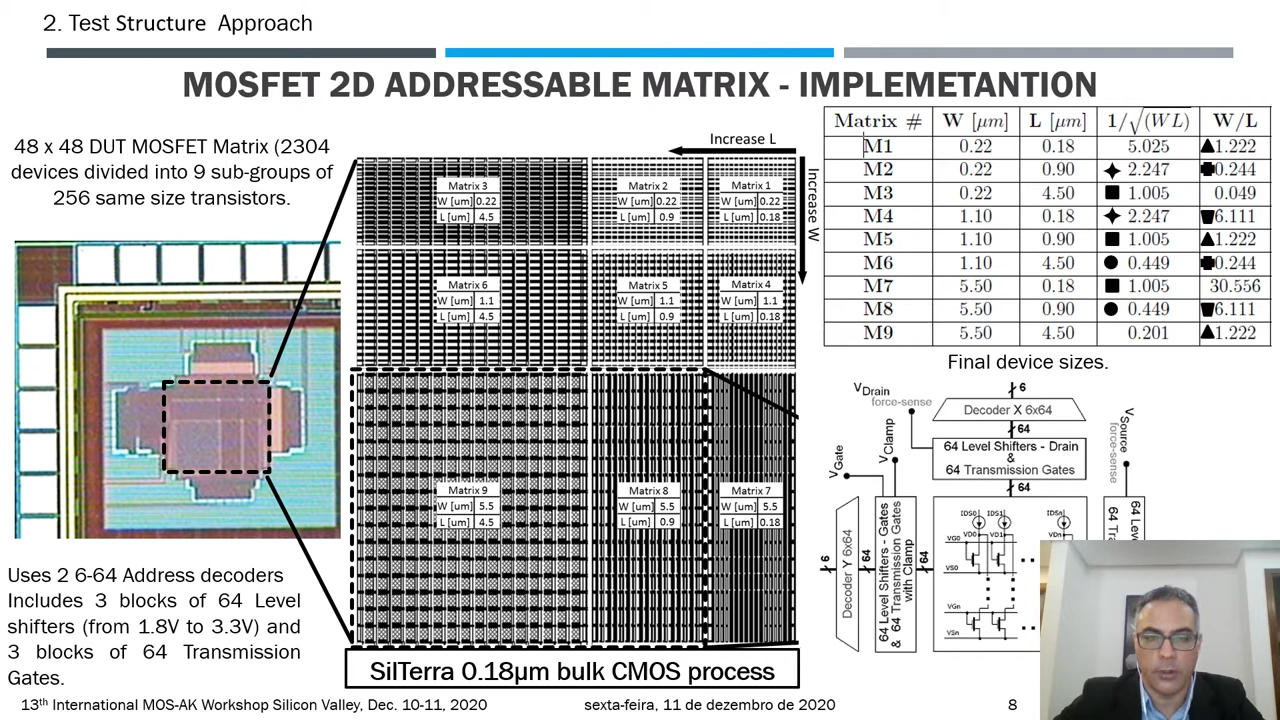 2. Test Structure Approach
MOSFET 2D ADDRESSABLE MATRIX - IMPLEMETANTION
48 x 48 DUT MOSFET Matrix (2304
devices divided into 9 sub-groups of
256 same size transistors.
Increase L
Increase W
Matrix 3
W [um] 0.22
L [um] 4.5
Matrix 2
W [um] 0.22
L [um] 0.9
Matrix 1
W [um] 0.22
L [um] 0.18
Matrix 6
W [um] 1.1
L [um] 4.5
Matrix 5
W [um] 1.1
L [um] 0.9
Matrix 4
W [um] 1.1
L [um] 0.18
Matrix 9
W [um] 5.5
L [um] 4.5
Matrix 8
W [um] 5.5
L [um] 0.9
Matrix 7
W [um] 5.5
L [um] 0.18
SilTerra 0.18µm bulk CMOS process
Matrix # W [µm] L [µm] 1/√(WL) W/L
M1 0.22 0.18 5.025 ▲1.222
M2 0.22 0.90 ✦ 2.247 ✚0.244
M3 0.22 4.50 ■ 1.005 0.049
M4 1.10 0.18 ✦ 2.247 6.111
M5 1.10 0.90 ■ 1.005 ▲1.222
M6 1.10 4.50 ● 0.449 ✚0.244
M7 5.50 0.18 ■ 1.005 30.556
M8 5.50 0.90 ● 0.449 6.111
M9 5.50 4.50 0.201 ▲1.222
Final device sizes.
VDrain
force-sense
6
Decoder X 6x64
64
64 Level Shifters - Drain
&
64 Transmission Gates
64
VClamp
VGate
VSource
force-sense
6
Decoder Y 6x64
64
64 Level Shifters - Gates
& 64 Transmission Gates
with Clamp
64
IDS0 IDS1 IDSn
VD0 VD1 VDn
VG0
VS0
VGn
VSn
Uses 2 6-64 Address decoders
Includes 3 blocks of 64 Level
shifters (from 1.8V to 3.3V) and
3 blocks of 64 Transmission
Gates.
13th International MOS-AK Workshop Silicon Valley, Dec. 10-11, 2020
sexta-feira, 11 de dezembro de 2020
8